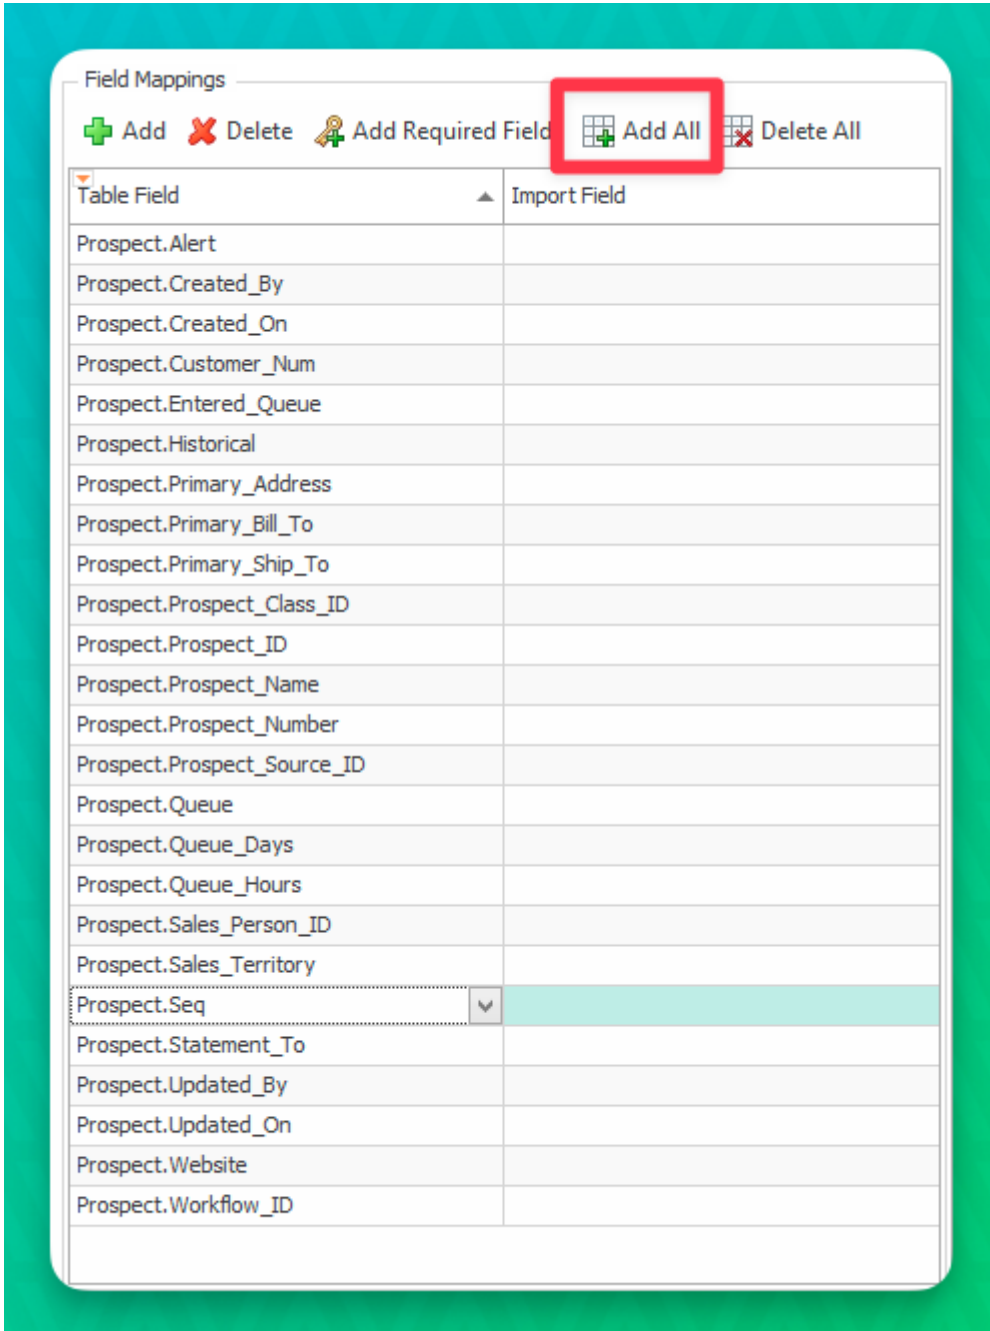 Field Mappings
Add Delete Add Required Field Add All Delete All
Table Field Import Field
Prospect.Alert
Prospect.Created_By
Prospect.Created_On
Prospect.Customer_Num
Prospect.Entered_Queue
Prospect.Historical
Prospect.Primary_Address
Prospect.Primary_Bill_To
Prospect.Primary_Ship_To
Prospect.Prospect_Class_ID
Prospect.Prospect_ID
Prospect.Prospect_Name
Prospect.Prospect_Number
Prospect.Prospect_Source_ID
Prospect.Queue
Prospect.Queue_Days
Prospect.Queue_Hours
Prospect.Sales_Person_ID
Prospect.Sales_Territory
Prospect.Seq
Prospect.Statement_To
Prospect.Updated_By
Prospect.Updated_On
Prospect.Website
Prospect.Workflow_ID